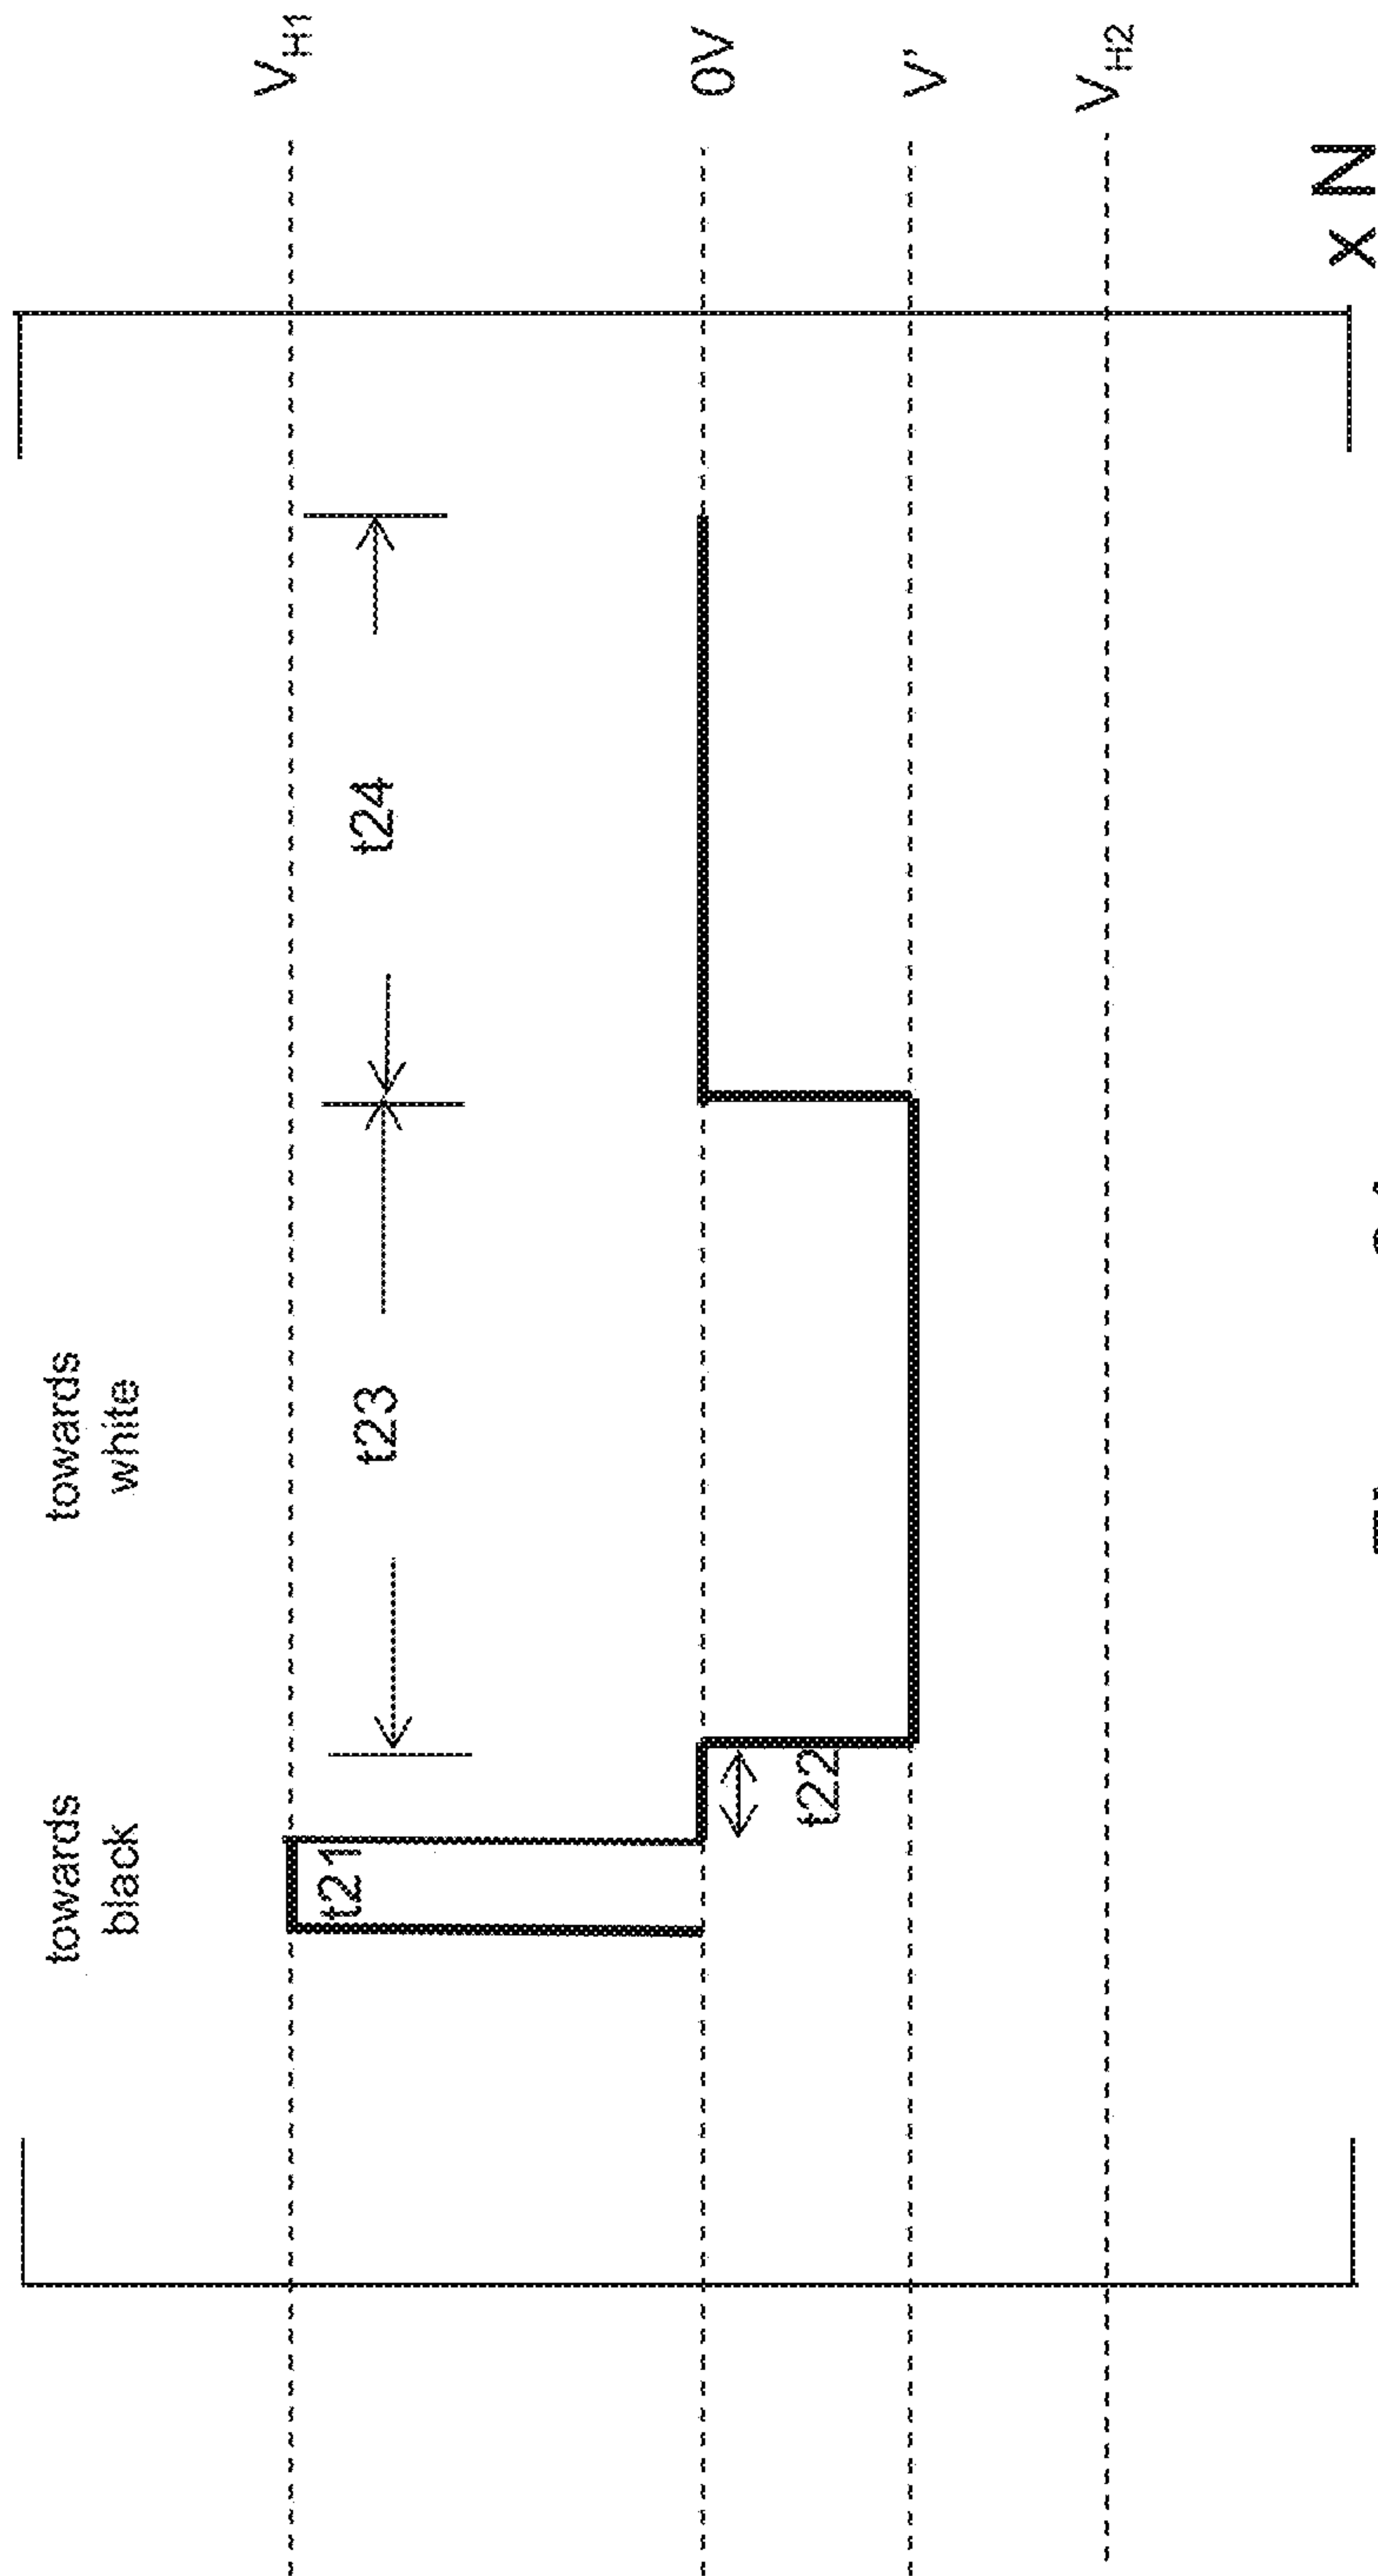 towards
black
towards
white
V_H1
t21
t23
t24
0V
t22
V'
V_H2
x N